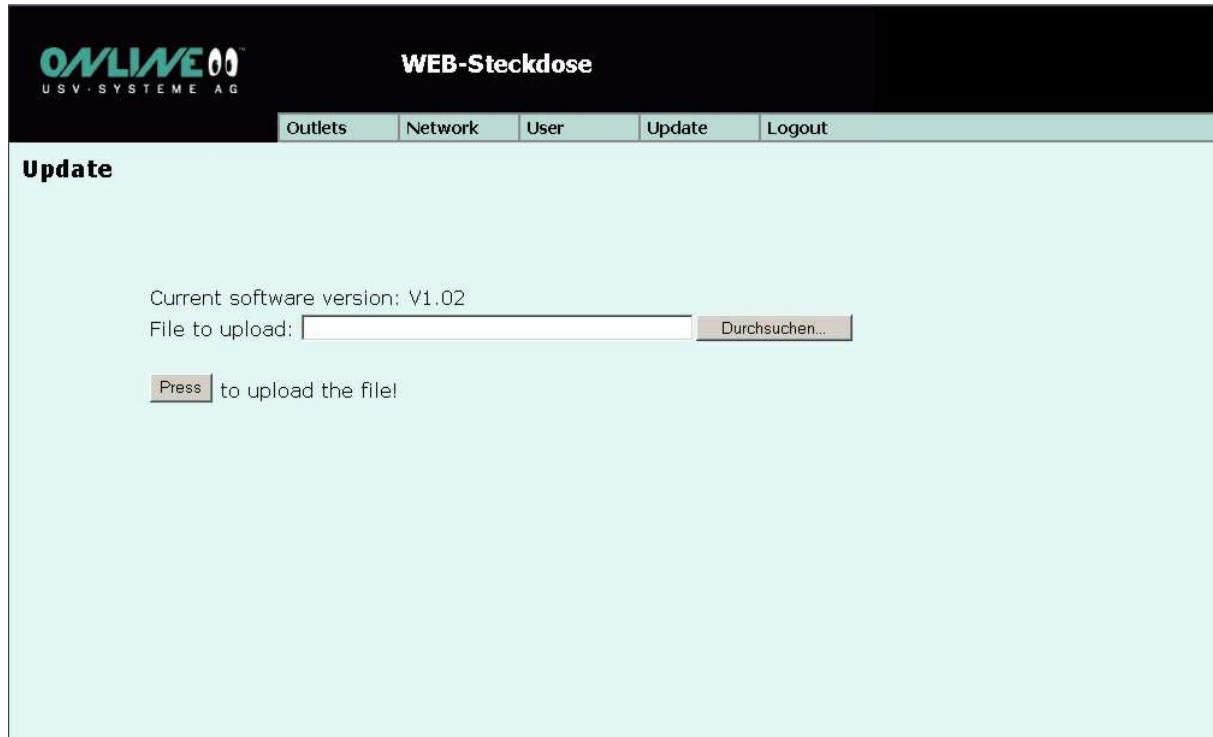 ONLINE
USV-SYSTEME AG
WEB-Steckdose
Outlets Network User Update Logout
Update
Current software version: V1.02
File to upload: Durchsuchen...
Press to upload the file!